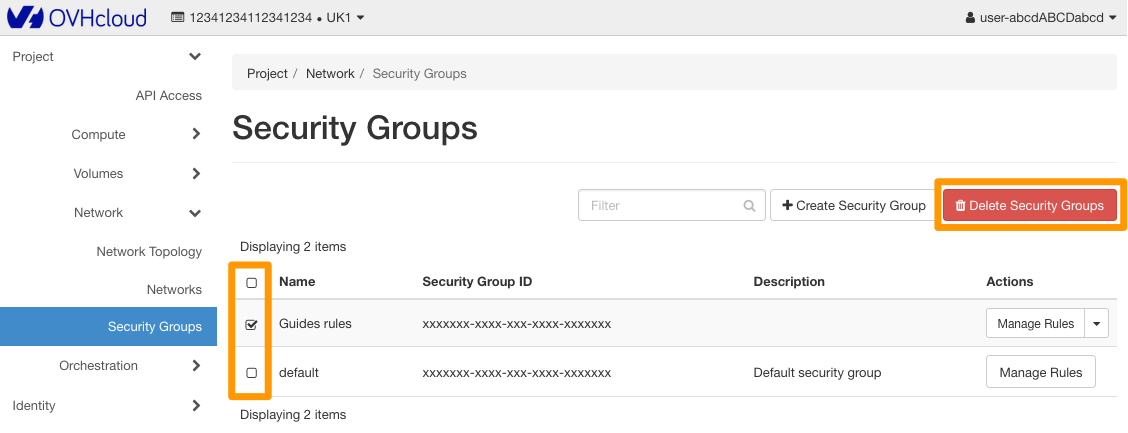 OVHcloud 12341234112341234 • UK1 user-abcdABCDabcd
Project
API Access
Compute
Volumes
Network
Network Topology
Networks
Security Groups
Orchestration
Identity
Project / Network / Security Groups
Security Groups
Filter
Create Security Group
Delete Security Groups
Displaying 2 items
Name Security Group ID Description Actions
Guides rules xxxxxxx-xxxx-xxx-xxxx-xxxxxxx Manage Rules
default xxxxxxx-xxxx-xxx-xxxx-xxxxxxx Default security group Manage Rules
Displaying 2 items